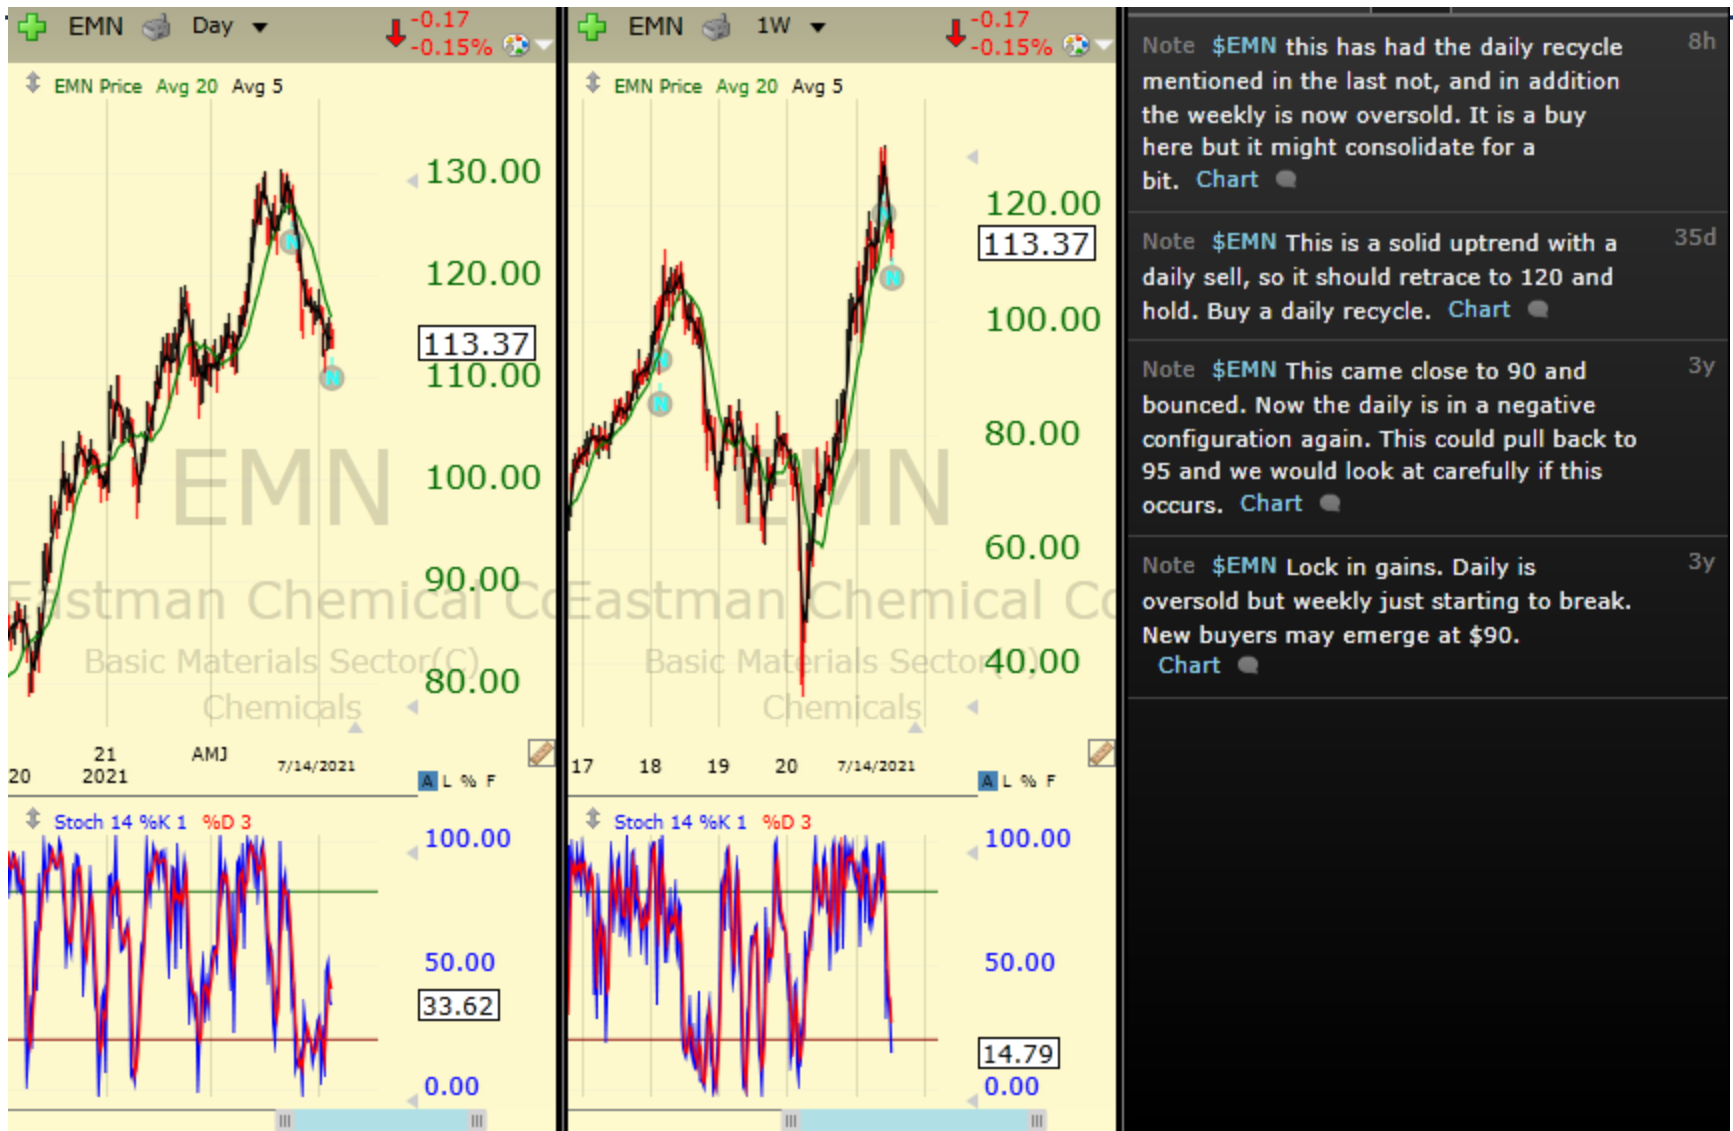 EMN Day -0.17
-0.15%
EMN Price Avg 20 Avg 5
130.00
120.00
113.37
110.00
100.00
90.00
80.00
EMN
Eastman Chemical Co
Basic Materials Sector(C)
Chemicals
20 21 AMJ 7/14/2021
2021
A L % F
Stoch 14 %K 1 %D 3
100.00
50.00
33.62
0.00
N
N
EMN 1W -0.17
-0.15%
EMN Price Avg 20 Avg 5
120.00
113.37
100.00
80.00
60.00
40.00
EMN
Eastman Chemical Co
Basic Materials Sector(C)
Chemicals
17 18 19 20 7/14/2021
A L % F
Stoch 14 %K 1 %D 3
100.00
50.00
14.79
0.00
N
N
N
N
Note $EMN this has had the daily recycle 8h
mentioned in the last not, and in addition
the weekly is now oversold. It is a buy
here but it might consolidate for a
bit. Chart
Note $EMN This is a solid uptrend with a 35d
daily sell, so it should retrace to 120 and
hold. Buy a daily recycle. Chart
Note $EMN This came close to 90 and 3y
bounced. Now the daily is in a negative
configuration again. This could pull back to
95 and we would look at carefully if this
occurs. Chart
Note $EMN Lock in gains. Daily is 3y
oversold but weekly just starting to break.
New buyers may emerge at $90.
Chart